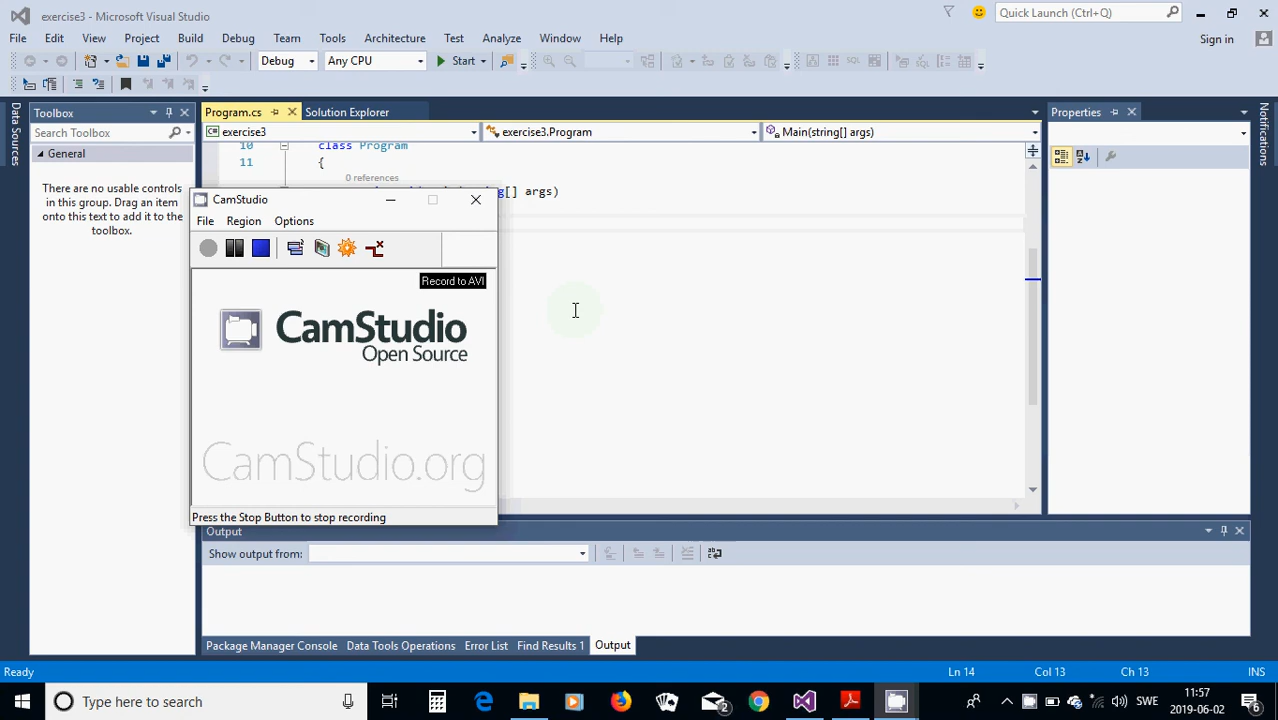 exercise3 - Microsoft Visual Studio
Quick Launch (Ctrl+Q)
File Edit View Project Build Debug Team Tools Architecture Test Analyze Window Help
Sign in
Debug Any CPU Start
Data Sources
Toolbox
Search Toolbox
General
There are no usable controls
in this group. Drag an item
onto this text to add it to the
toolbox.
Program.cs Solution Explorer
exercise3 exercise3.Program Main(string[] args)
10 class Program
11 {
0 references
[] args)
CamStudio
File Region Options
Record to AVI
CamStudio
Open Source
CamStudio.org
Press the Stop Button to stop recording
Properties
Notifications
Output
Show output from:
Package Manager Console Data Tools Operations Error List Find Results 1 Output
Ready Ln 14 Col 13 Ch 13 INS
Type here to search
2
SWE
11:57
2019-06-02
6